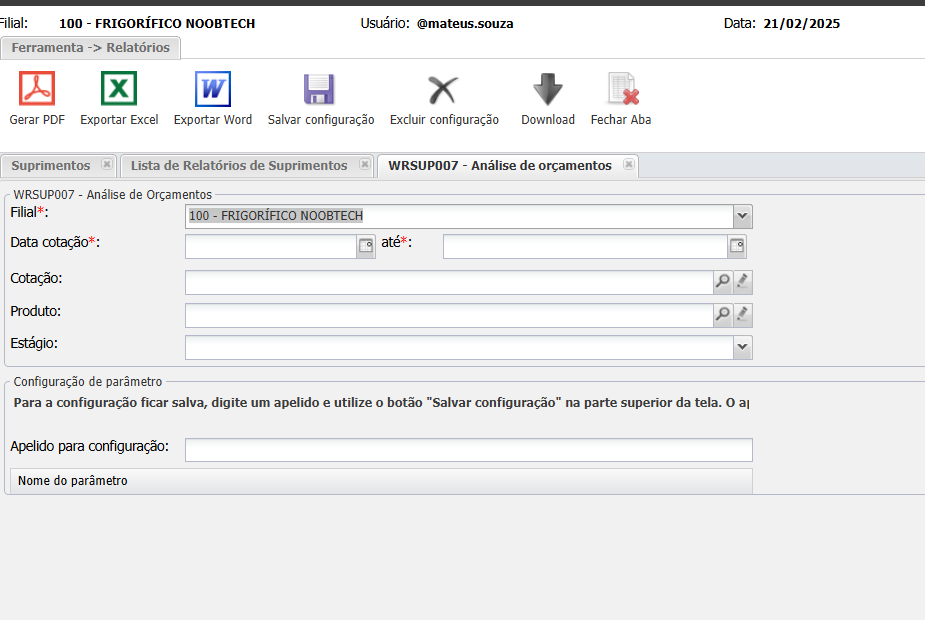 Filial: 100 - FRIGORÍFICO NOOBTECH Usuário: @mateus.souza Data: 21/02/2025
Ferramenta -> Relatórios
Gerar PDF Exportar Excel Exportar Word Salvar configuração Excluir configuração Download Fechar Aba
Suprimentos Lista de Relatórios de Suprimentos WRSUP007 - Análise de orçamentos
WRSUP007 - Análise de Orçamentos
Filial*: 100 - FRIGORÍFICO NOOBTECH
Data cotação*: até*:
Cotação:
Produto:
Estágio:
Configuração de parâmetro
Para a configuração ficar salva, digite um apelido e utilize o botão "Salvar configuração" na parte superior da tela. O
Apelido para configuração:
Nome do parâmetro